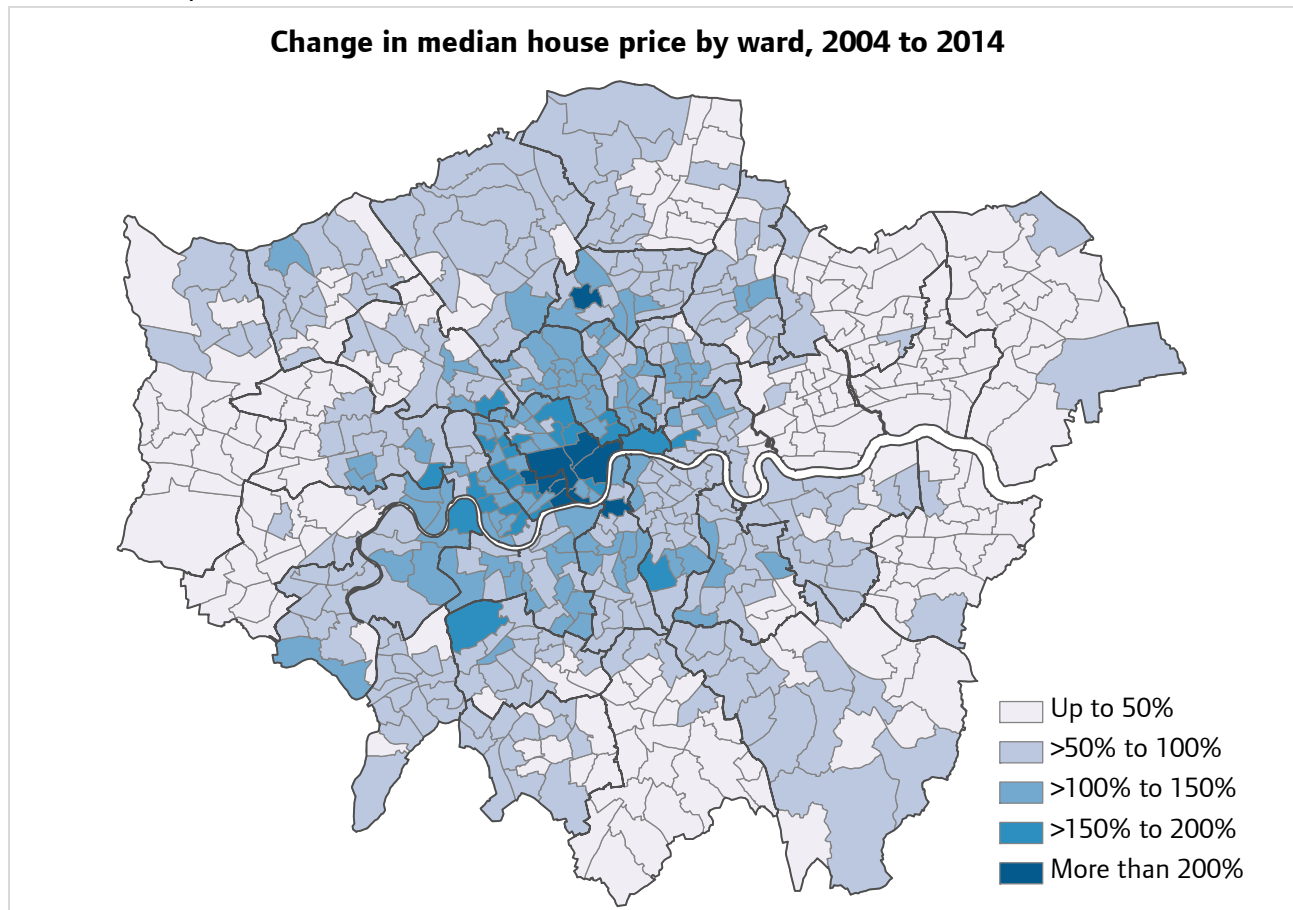 Change in median house price by ward, 2004 to 2014
Up to 50%
>50% to 100%
>100% to 150%
>150% to 200%
More than 200%